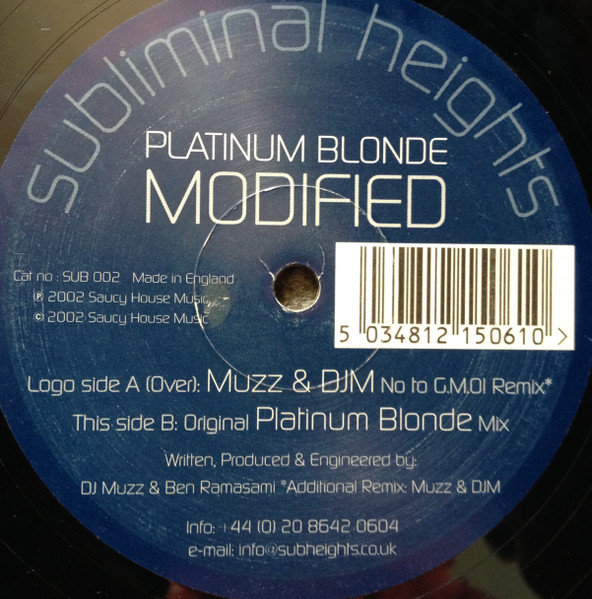 subliminal heights
PLATINUM BLONDE
MODIFIED
Cat no : SUB 002 Made in England
℗ 2002 Saucy House Music
© 2002 Saucy House Music
5 034812 150610 >
Logo side A (Over): Muzz & DJM No to G.M.O! Remix*
This side B: Original Platinum Blonde Mix
Written, Produced & Engineered by:
DJ Muzz & Ben Ramasami *Additional Remix: Muzz & DJM
Info: +44 (0) 20 8642 0604
e-mail: info@subheights.co.uk